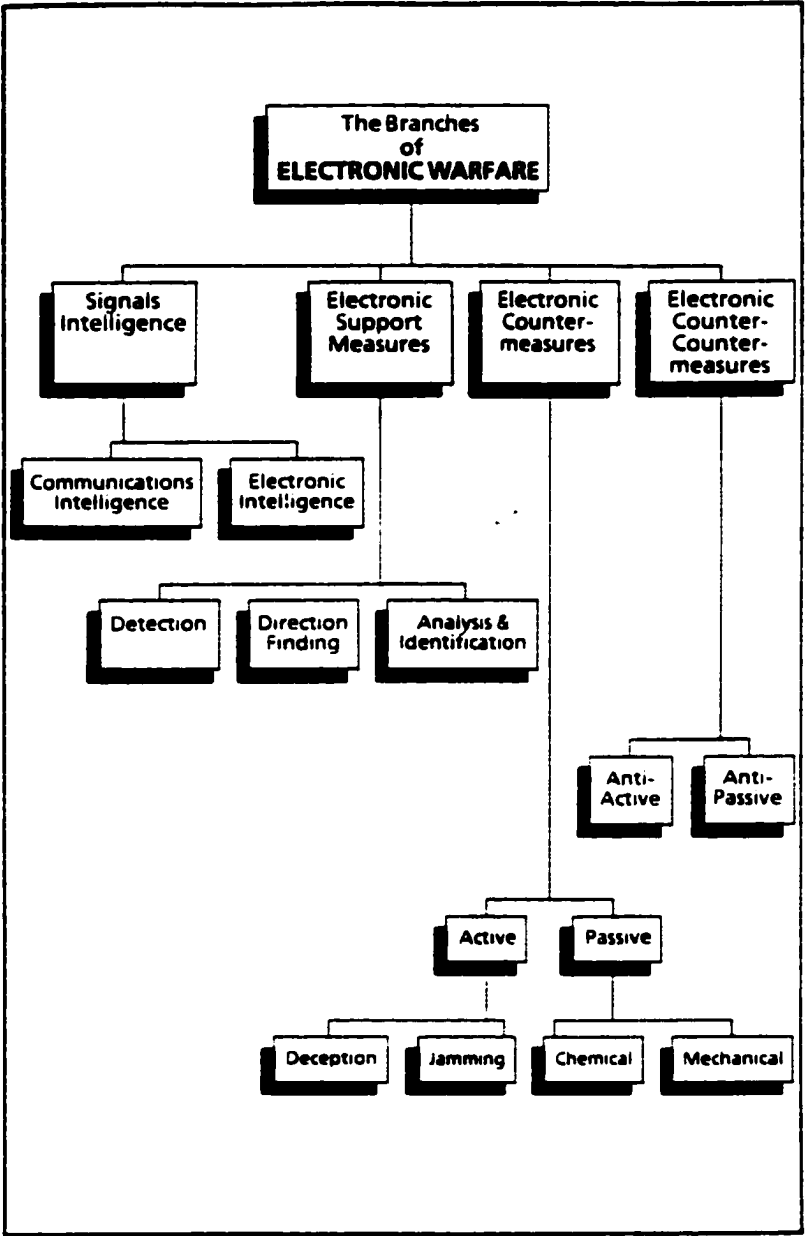 The Branches
of
ELECTRONIC WARFARE
Signals
Intelligence
Electronic
Support
Measures
Electronic
Counter-
measures
Electronic
Counter-
Counter-
measures
Communications
Intelligence
Electronic
Intelligence
Detection
Direction
Finding
Analysis &
Identification
Anti-
Active
Anti-
Passive
Active
Passive
Deception
Jamming
Chemical
Mechanical